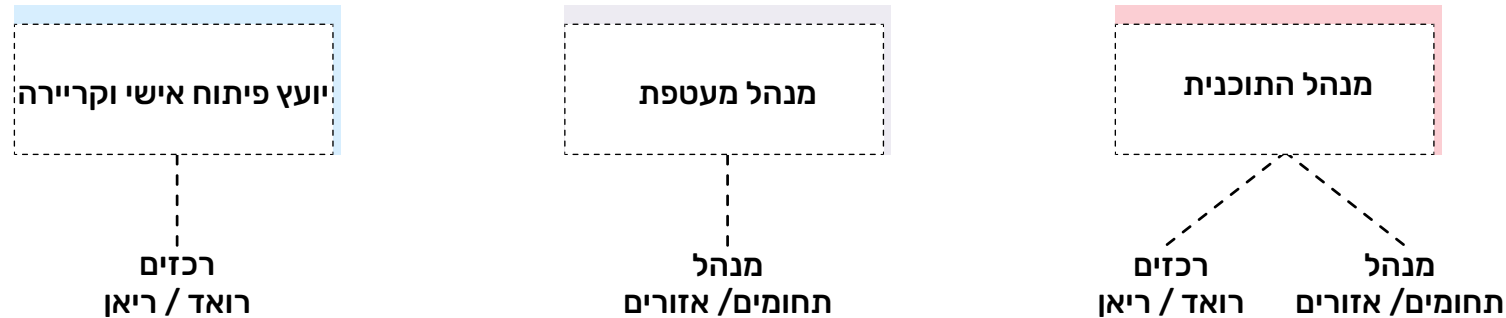 מנהל התוכנית
מנהל
תחומים/ אזורים
רכזים
רואד / ריאן
מנהל מעטפת
מנהל
תחומים/ אזורים
יועץ פיתוח אישי וקריירה
רכזים
רואד / ריאן